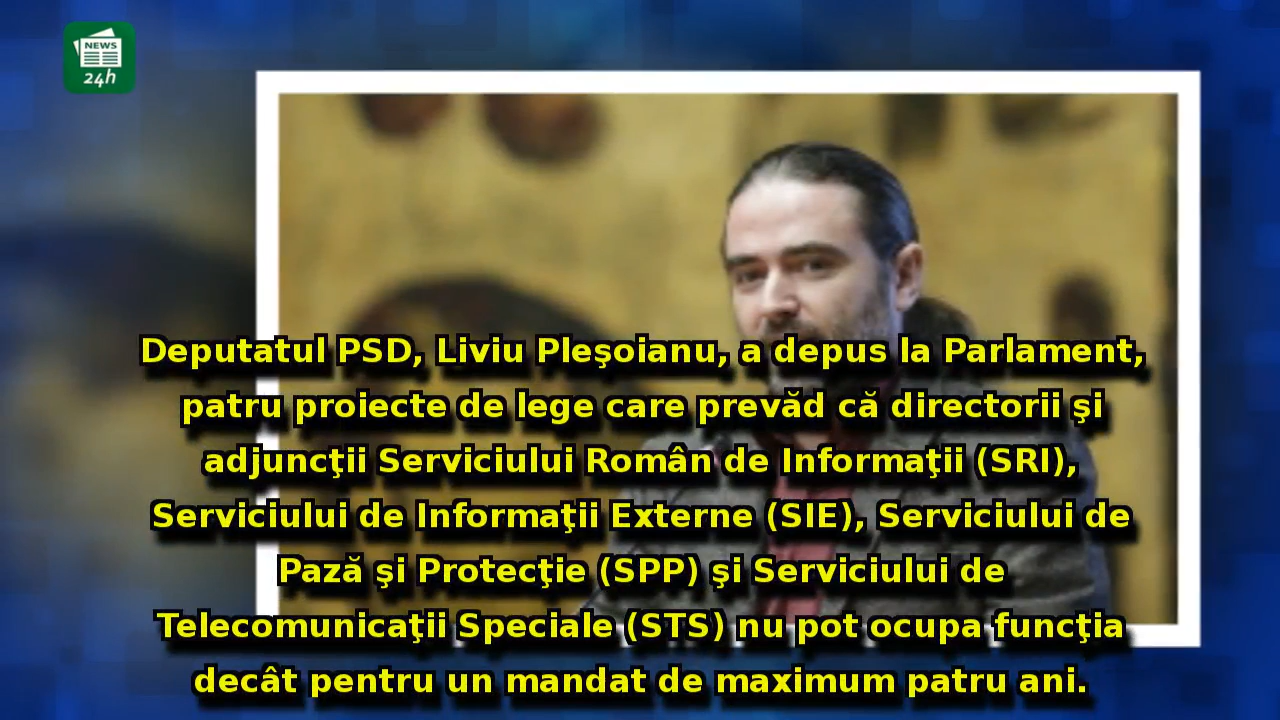 NEWS
24h
Deputatul PSD, Liviu Pleşoianu, a depus la Parlament,
patru proiecte de lege care prevăd că directorii şi
adjuncţii Serviciului Român de Informaţii (SRI),
Serviciului de Informaţii Externe (SIE), Serviciului de
Pază şi Protecţie (SPP) şi Serviciului de
Telecomunicaţii Speciale (STS) nu pot ocupa funcţia
decât pentru un mandat de maximum patru ani.